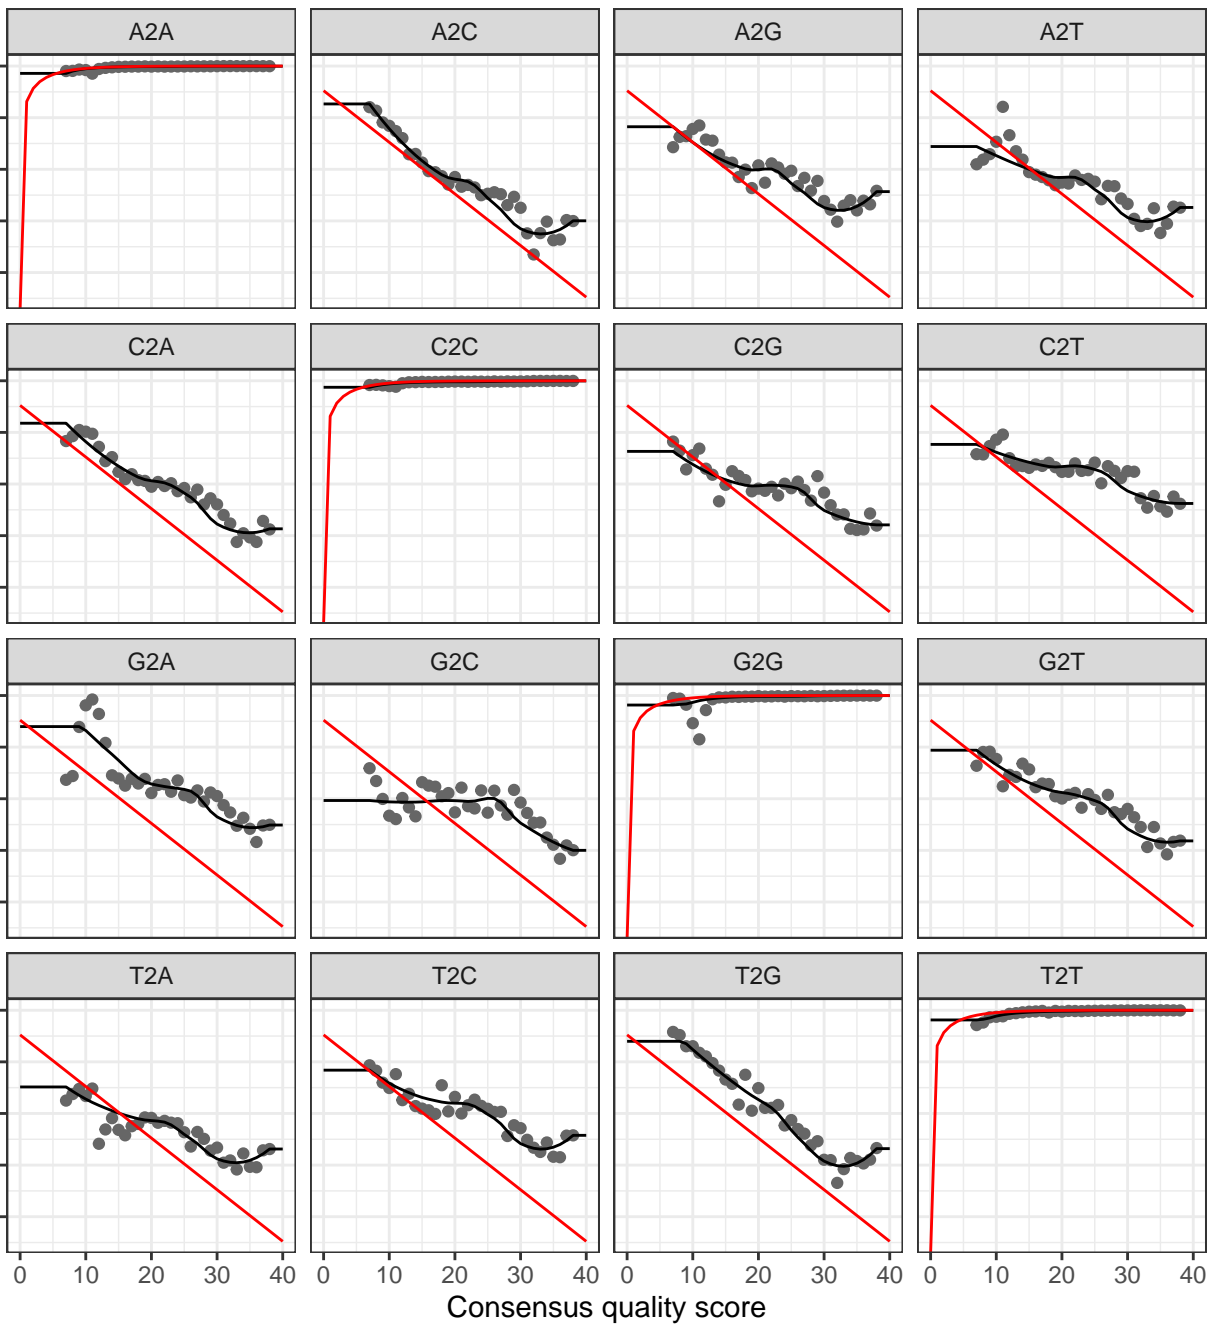 A2A A2C A2G A2T
C2A C2C C2G C2T
G2A G2C G2G G2T
T2A T2C T2G T2T
0 10 20 30 40 0 10 20 30 40 0 10 20 30 40 0 10 20 30 40
Consensus quality score